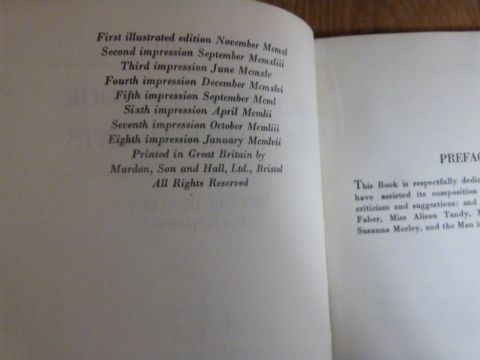 First illustrated edition November Mcmxl
Second impression September Mcmxliii
Third impression June Mcmxlv
Fourth impression December Mcmxlvi
Fifth impression September Mcml
Sixth impression April Mcmlii
Seventh impression October Mcmliii
Eighth impression January Mcmlvii
Printed in Great Britain by
Mardon, Son and Hall, Ltd., Bristol
All Rights Reserved
PREFA
This Book is respectfully dedic
have assisted its composition
criticism and suggestions: and
Faber, Miss Alison Tandy,
Susanna Morley, and the Man i